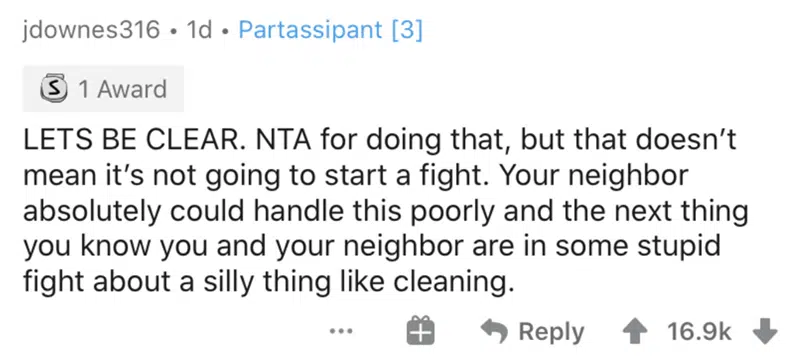 jdownes316 • 1d • Partassipant [3]
S 1 Award
LETS BE CLEAR. NTA for doing that, but that doesn’t
mean it’s not going to start a fight. Your neighbor
absolutely could handle this poorly and the next thing
you know you and your neighbor are in some stupid
fight about a silly thing like cleaning.
... Reply 16.9k